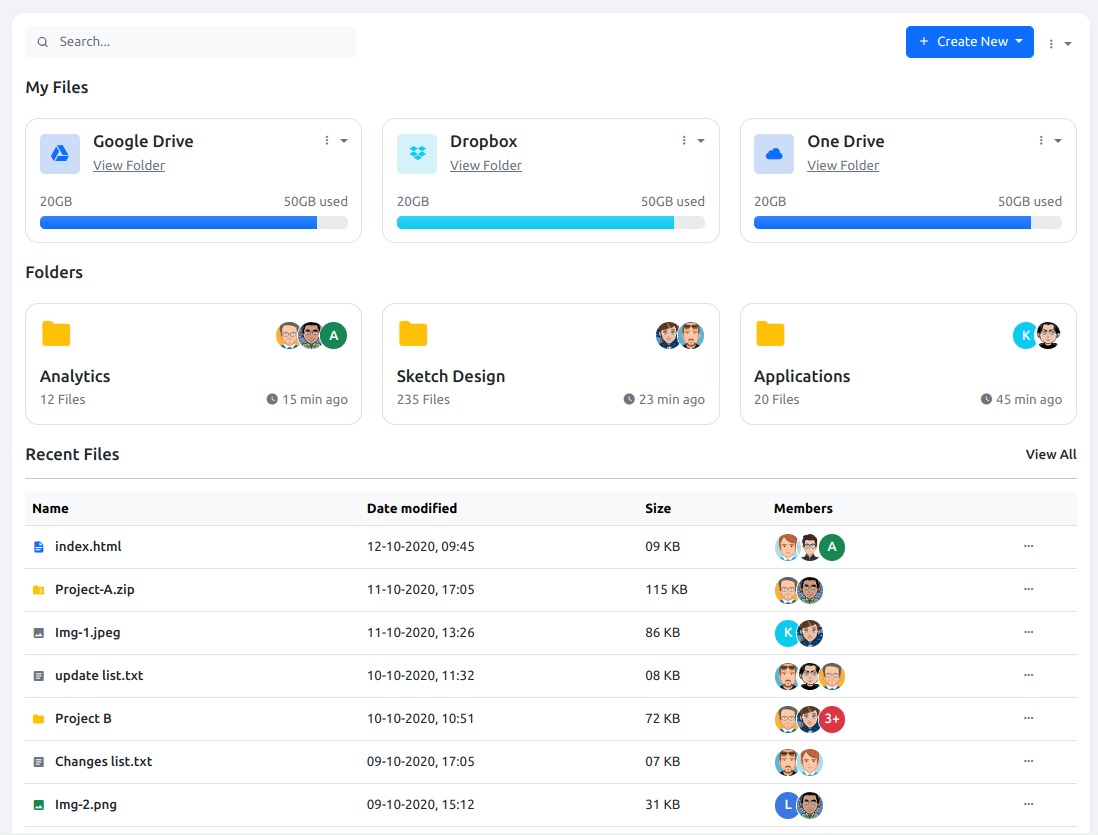 Search...
+ Create New
My Files
Google Drive
View Folder
20GB 50GB used
Dropbox
View Folder
20GB 50GB used
One Drive
View Folder
20GB 50GB used
Folders
A
Analytics
12 Files 15 min ago
Sketch Design
235 Files 23 min ago
K
Applications
20 Files 45 min ago
Recent Files View All
Name Date modified Size Members
index.html 12-10-2020, 09:45 09 KB A
Project-A.zip 11-10-2020, 17:05 115 KB
Img-1.jpeg 11-10-2020, 13:26 86 KB K
update list.txt 10-10-2020, 11:32 08 KB
Project B 10-10-2020, 10:51 72 KB 3+
Changes list.txt 09-10-2020, 17:05 07 KB
Img-2.png 09-10-2020, 15:12 31 KB L